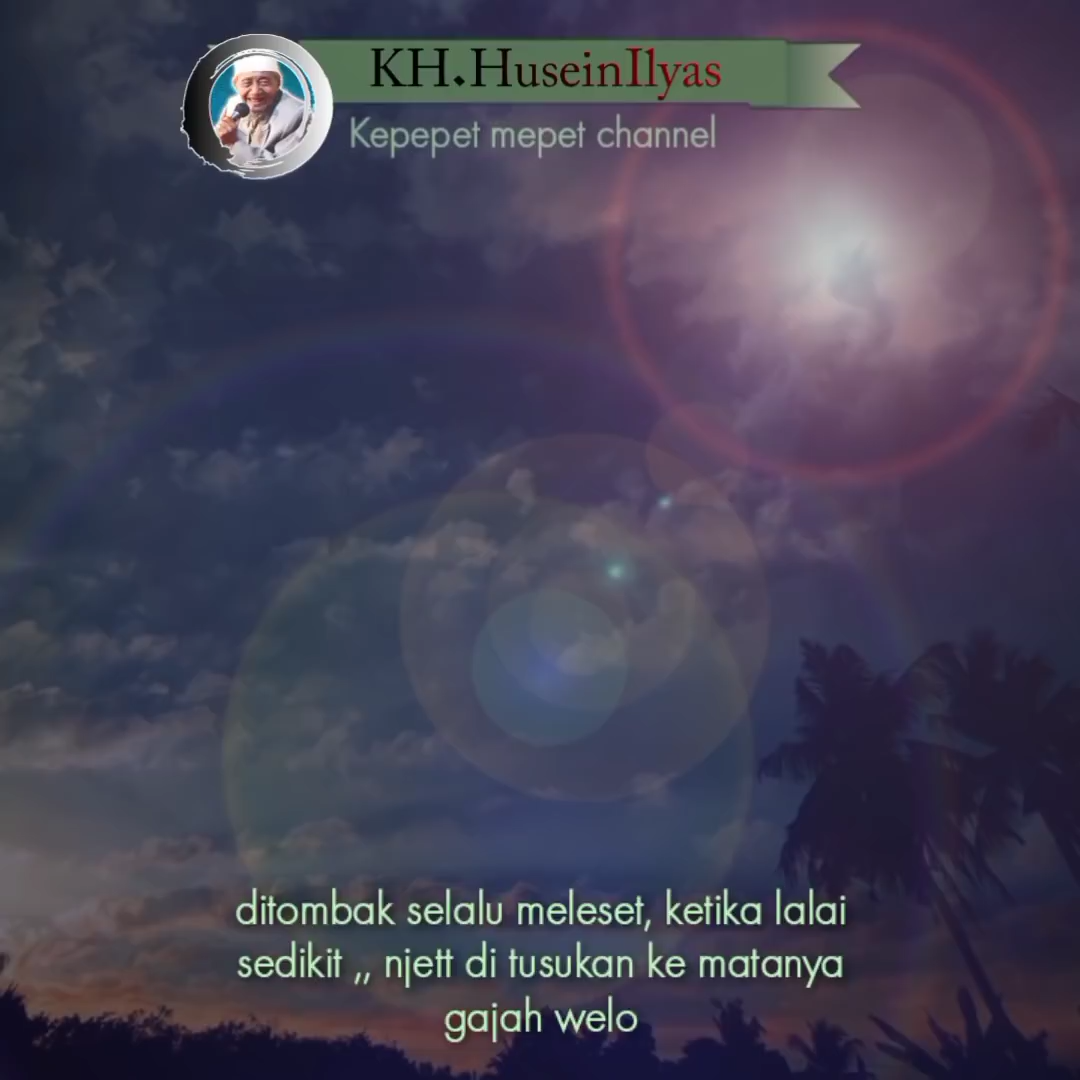 KH.HuseinIlyas
Kepepet mepet channel
ditombak selalu meleset, ketika lalai
sedikit ,, njett di tusukan ke matanya
gajah welo